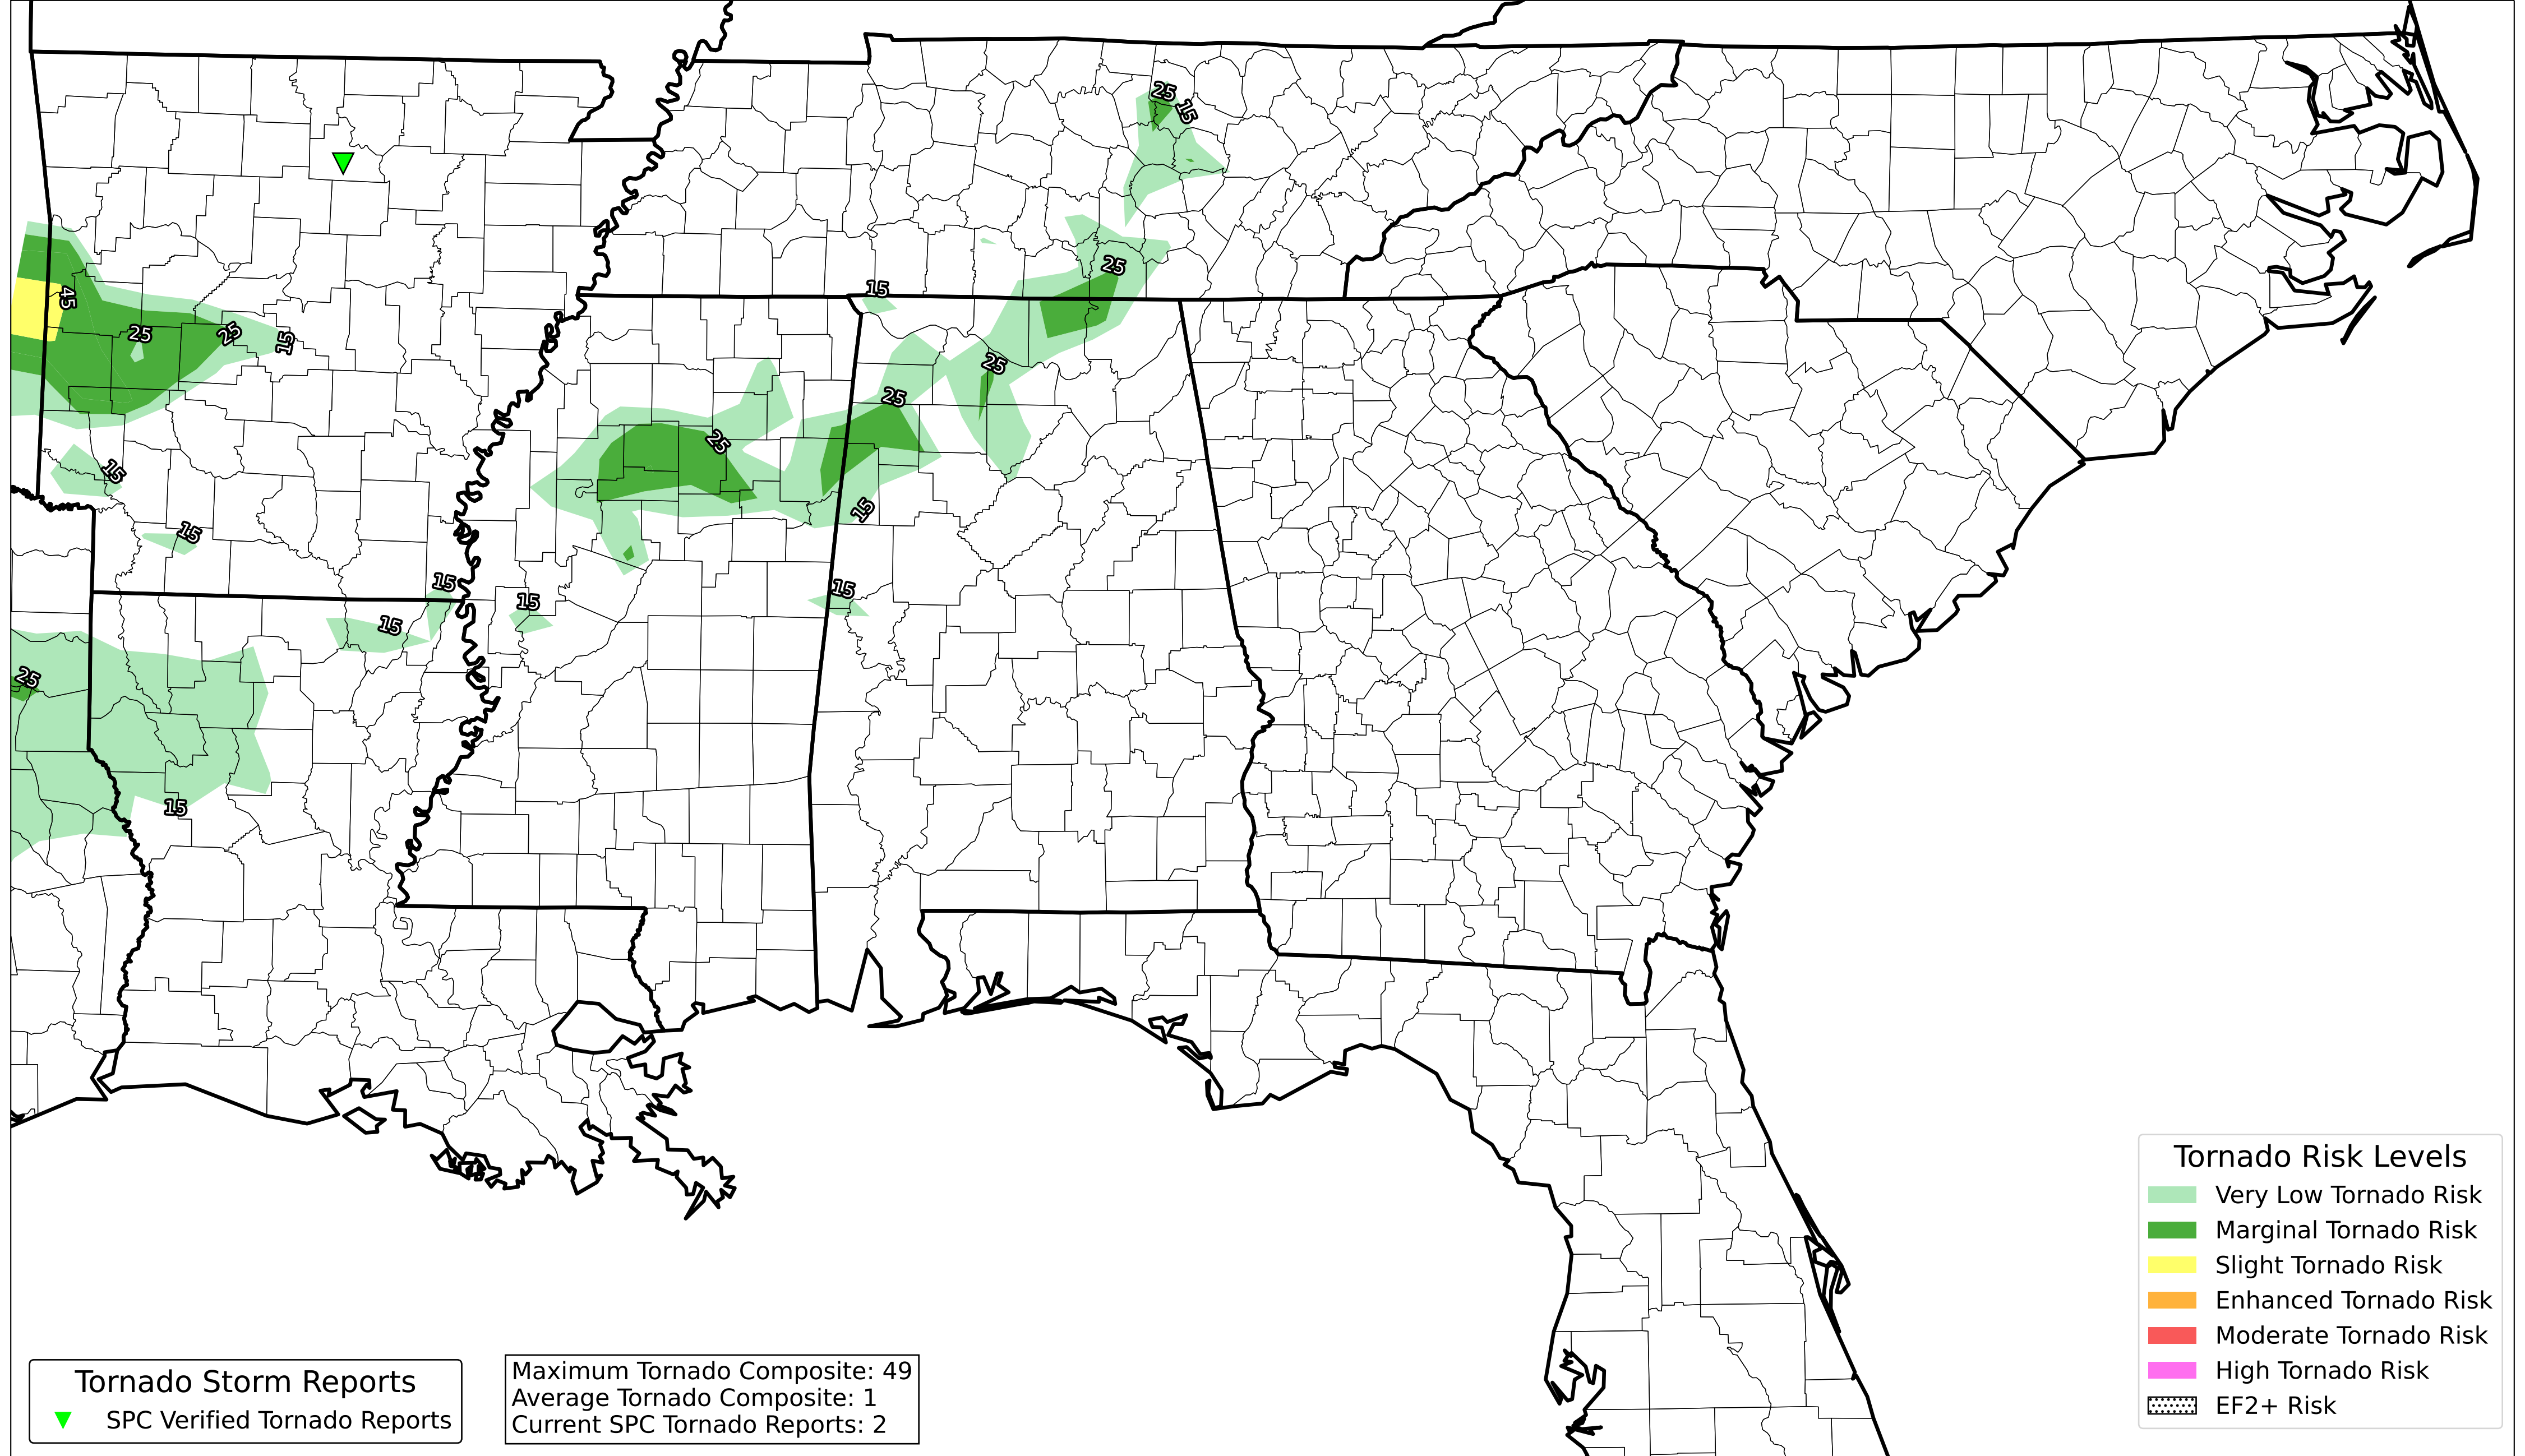 25
15
25
15
45
25
25
15
25
25
25
15
15
15
15
15
15
15
25
15
Tornado Risk Levels
Very Low Tornado Risk
Marginal Tornado Risk
Slight Tornado Risk
Enhanced Tornado Risk
Moderate Tornado Risk
High Tornado Risk
EF2+ Risk
Tornado Storm Reports
SPC Verified Tornado Reports
Maximum Tornado Composite: 49
Average Tornado Composite: 1
Current SPC Tornado Reports: 2